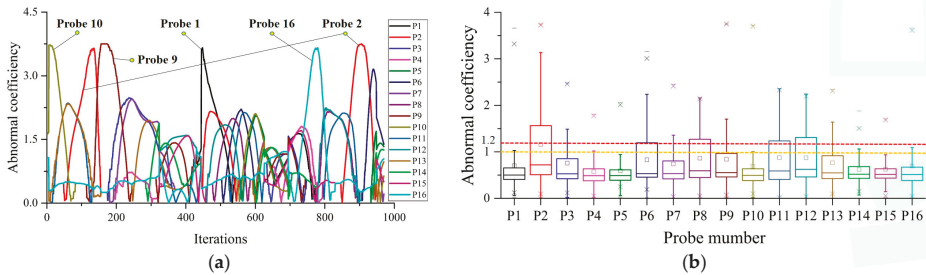 (a)
Probe 10
Probe 1
Probe 16
Probe 2
Probe 9
Abnormal coefficiency
4.5
3.0
1.5
0.0
0
200
400
600
800
1000
Iterations
P1
P2
P3
P4
P5
P6
P7
P8
P9
P10
P11
P12
P13
P14
P15
P16
(a)
(b)
Abnormal coefficiency
4
3
2
1.2
1
0
P1 P2 P3 P4 P5 P6 P7 P8 P9 P10 P11 P12 P13 P14 P15 P16
Probe mumber
(b)